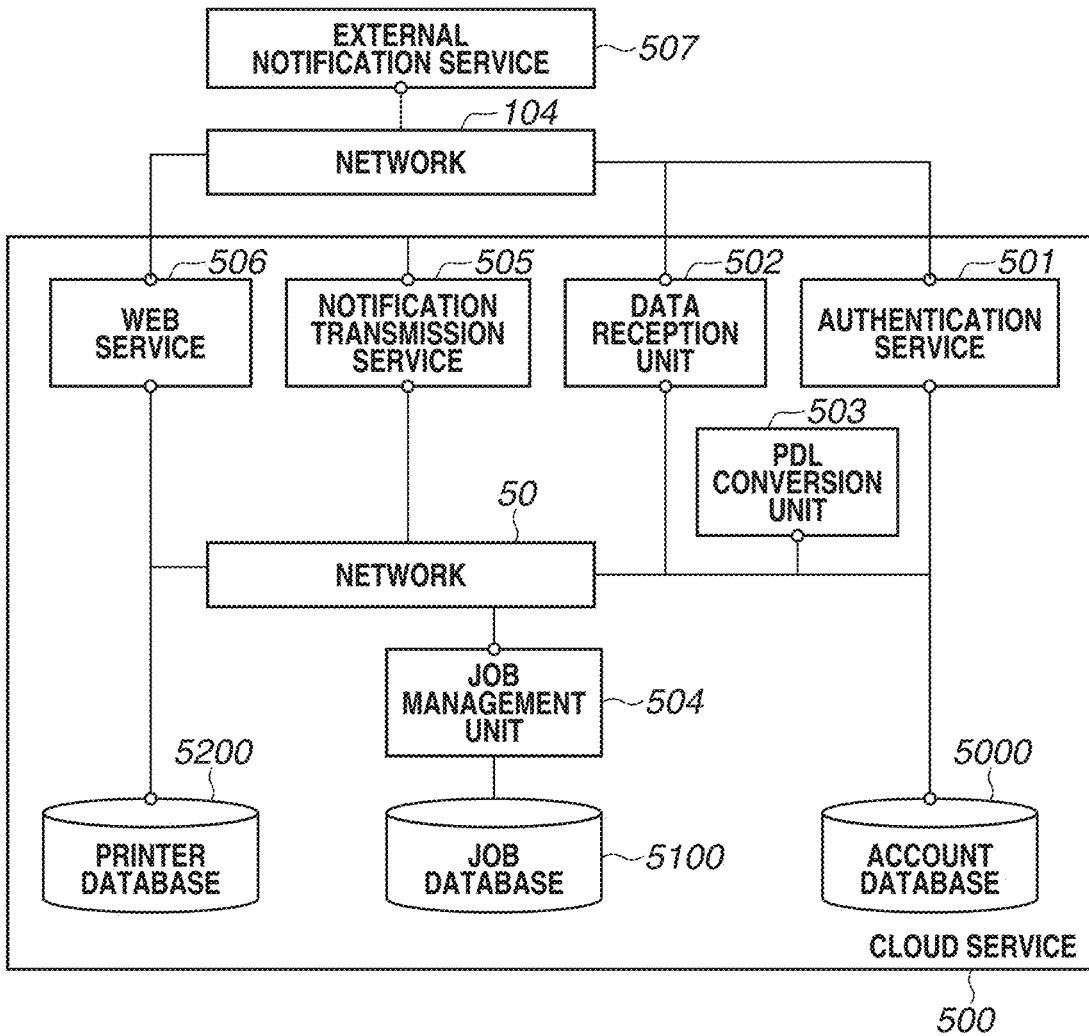 EXTERNAL
NOTIFICATION SERVICE
507
104
NETWORK
506
505
502
501
WEB
SERVICE
NOTIFICATION
TRANSMISSION
SERVICE
DATA
RECEPTION
UNIT
AUTHENTICATION
SERVICE
503
PDL
CONVERSION
UNIT
50
NETWORK
JOB
MANAGEMENT
UNIT
504
5200
5000
PRINTER
DATABASE
JOB
DATABASE
5100
ACCOUNT
DATABASE
CLOUD SERVICE
500